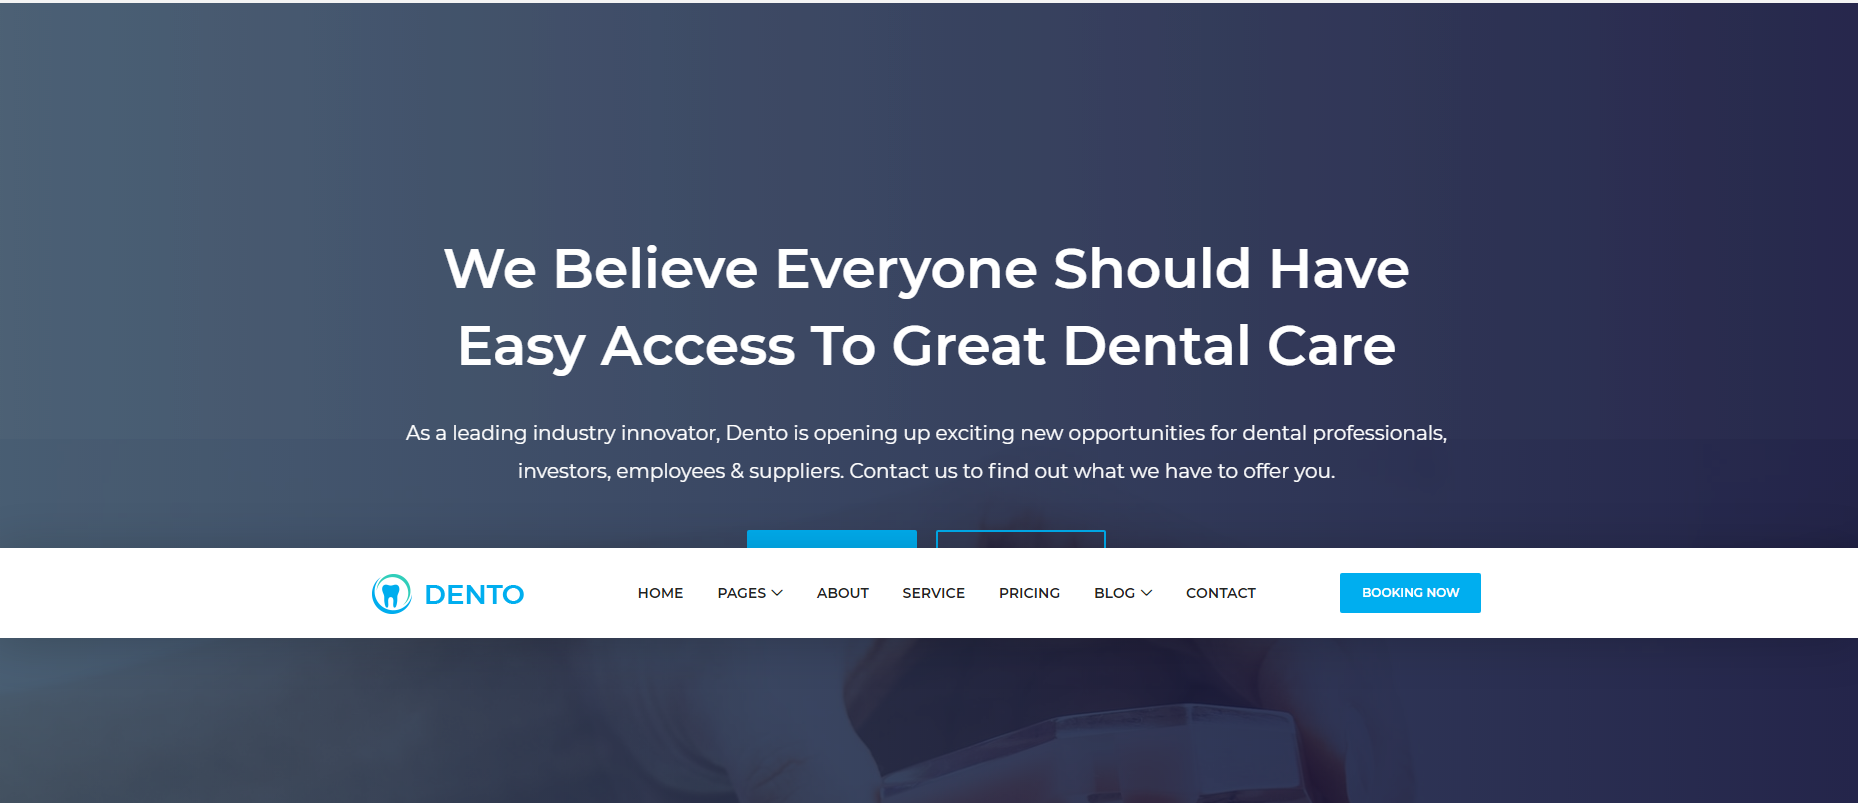 We Believe Everyone Should Have
Easy Access To Great Dental Care
As a leading industry innovator, Dento is opening up exciting new opportunities for dental professionals,
investors, employees & suppliers. Contact us to find out what we have to offer you.
DENTO HOME PAGES ABOUT SERVICE PRICING BLOG CONTACT BOOKING NOW